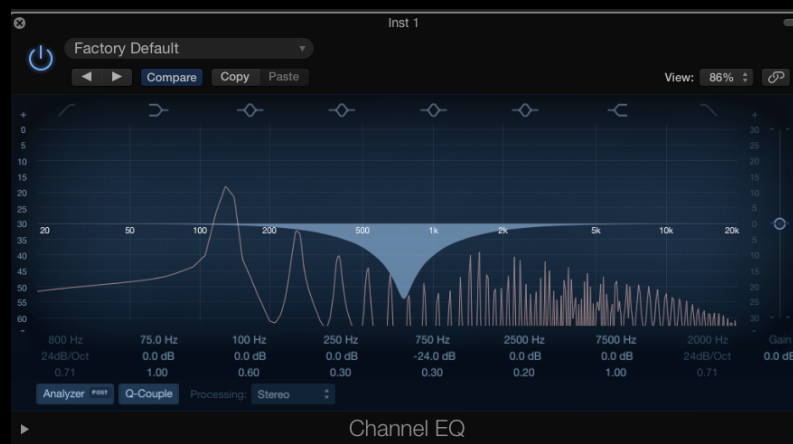 Inst 1
Factory Default
Compare Copy Paste View: 86%
+ +
0 30
5 25
10 20
15 15
20 10
25 5
30 20 50 100 200 500 1k 2k 5k 10k 20k 0
35 5
40 10
45 15
50 20
55 25
60 30
- -
800 Hz 75.0 Hz 100 Hz 250 Hz 750 Hz 2500 Hz 7500 Hz 2000 Hz Gain
24dB/Oct 0.0 dB 0.0 dB 0.0 dB -24.0 dB 0.0 dB 0.0 dB 24dB/Oct 0.0 dB
0.71 1.00 0.60 0.30 0.30 0.20 1.00 0.71
Analyzer POST Q-Couple Processing: Stereo
Channel EQ